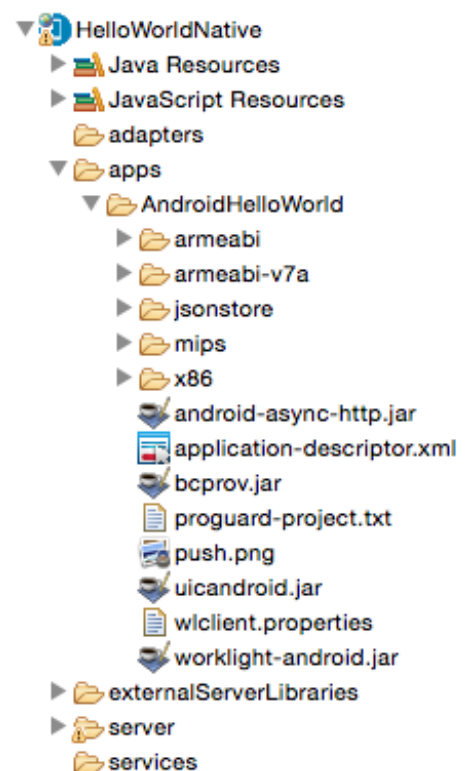 HelloWorldNative
Java Resources
JavaScript Resources
adapters
apps
AndroidHelloWorld
armeabi
armeabi-v7a
jsonstore
mips
x86
android-async-http.jar
application-descriptor.xml
bcprov.jar
proguard-project.txt
push.png
uicandroid.jar
wlclient.properties
worklight-android.jar
externalServerLibraries
server
services